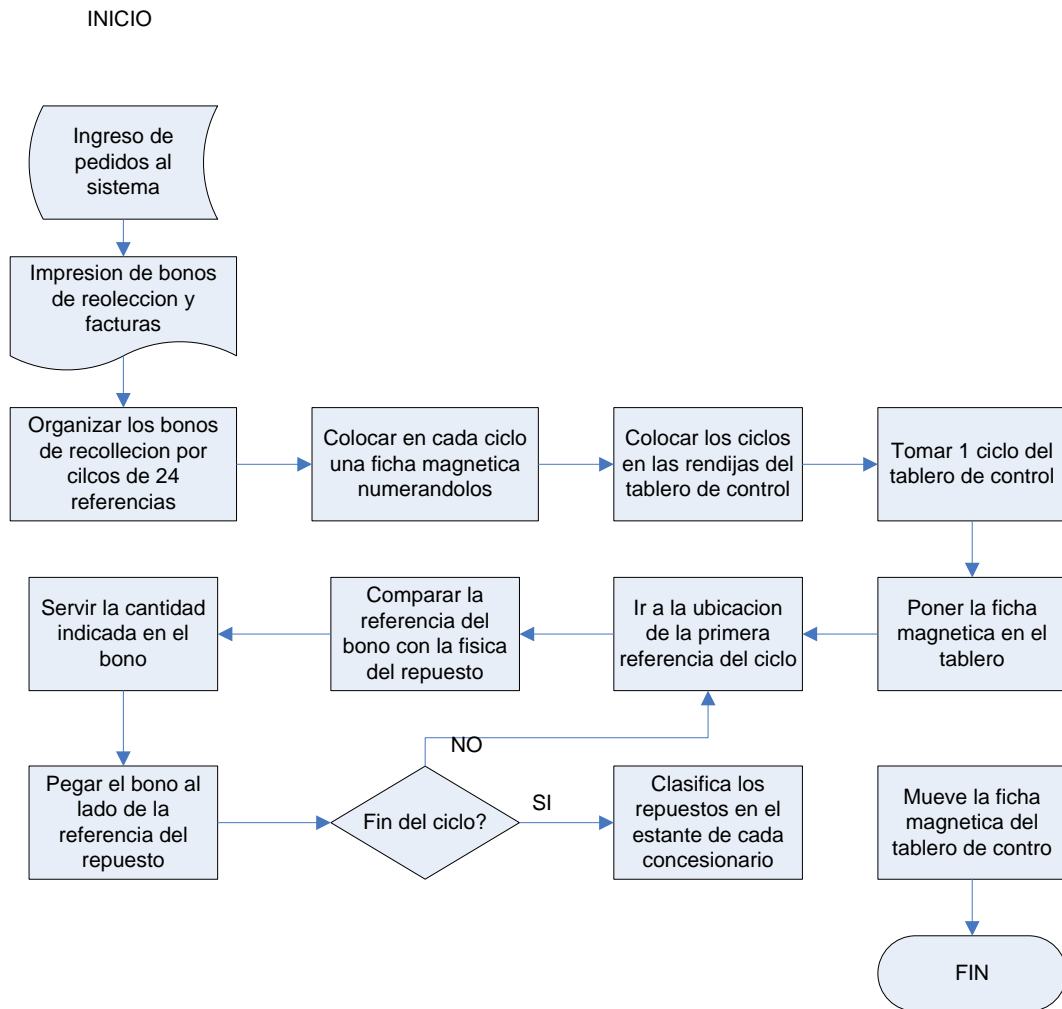 INICIO
Ingreso de
pedidos al
sistema
Impresion de bonos
de reoleccion y
facturas
Organizar los bonos
de recollecion por
cilcos de 24
referencias
Colocar en cada ciclo
una ficha magnetica
numerandolos
Colocar los ciclos
en las rendijas del
tablero de control
Tomar 1 ciclo del
tablero de control
Poner la ficha
magnetica en el
tablero
Ir a la ubicacion
de la primera
referencia del ciclo
Comparar la
referencia del
bono con la fisica
del repuesto
Servir la cantidad
indicada en el
bono
Pegar el bono al
lado de la
referencia del
repuesto
Fin del ciclo?
NO
SI
Clasifica los
repuestos en el
estante de cada
concesionario
Mueve la ficha
magnetica del
tablero de contro
FIN